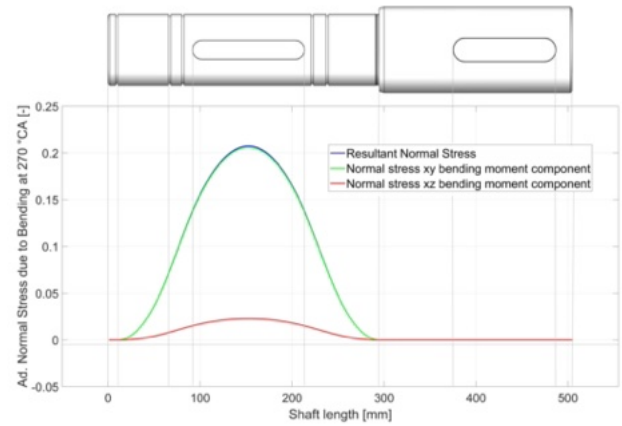 0.25
0.2
0.15
0.1
0.05
0
-0.05
Ad. Normal Stress due to Bending at 270 °CA [-]
Resultant Normal Stress
Normal stress xy bending moment component
Normal stress xz bending moment component
0 100 200 300 400 500
Shaft length [mm]